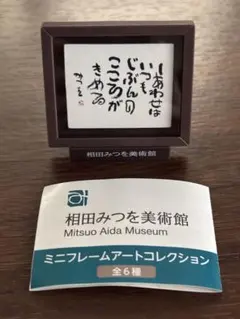 しあわせは
いつも
じぶんの
こころが
きめる
みつを
相田みつを美術館
相田みつを美術館
Mitsuo Aida Museum
ミニフレームアートコレクション
全6種